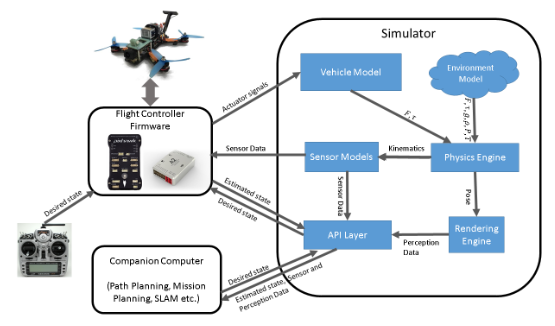 Simulator
Vehicle Model
Environment
Model
Actuator signals
F, τ
Flight Controller
Firmware
Sensor Data
Sensor Models
Kinematics
Physics Engine
Estimated state
Desired state
Sensor Data
Pose
Desired state
API Layer
Perception
Data
Rendering
Engine
Companion Computer
(Path Planning, Mission
Planning, SLAM etc.)
Desired state
Estimated state, Sensor and
Perception Data